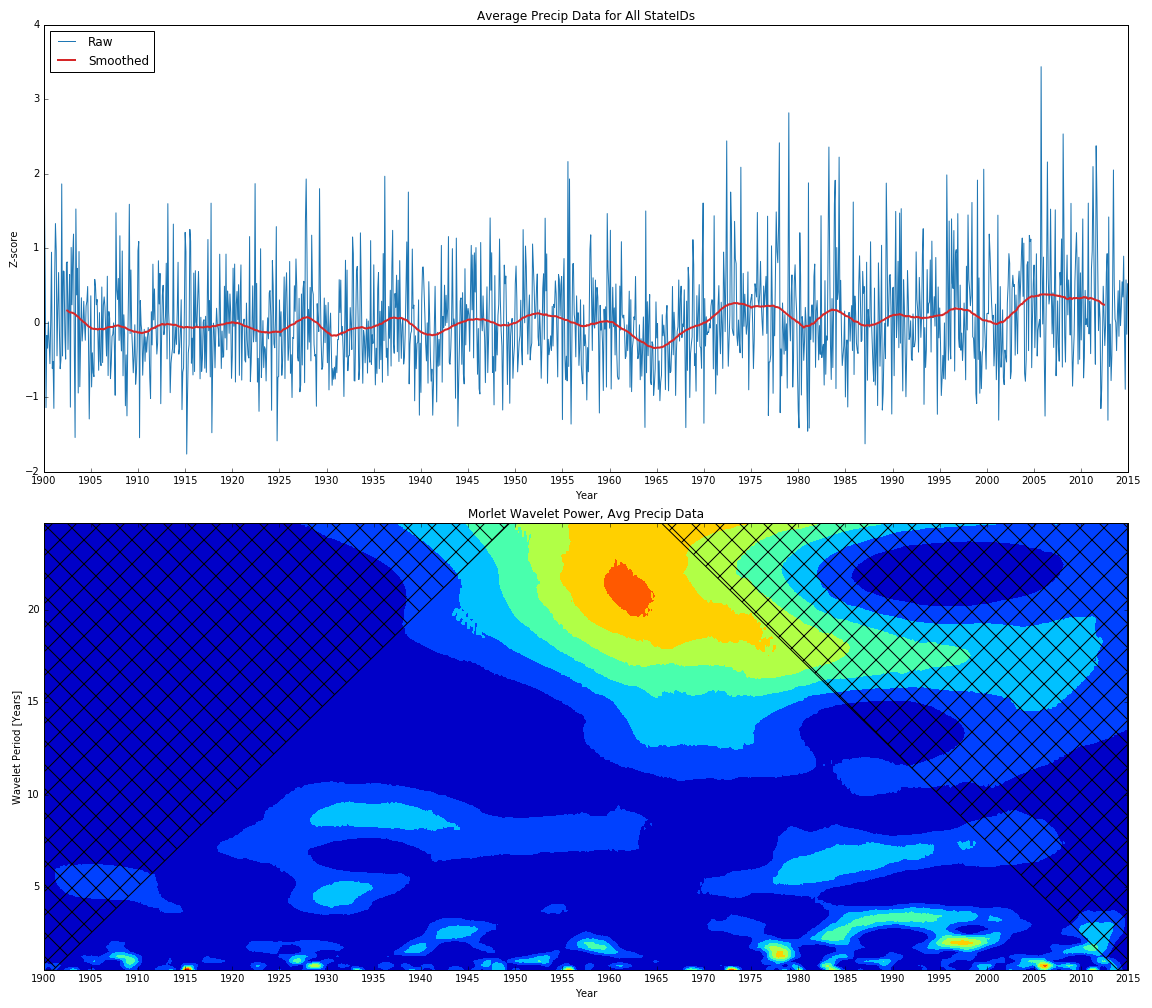 Average Precip Data for All StateIDs
Raw
Smoothed
4
3
2
1
0
−1
−2
Z-score
1900 1905 1910 1915 1920 1925 1930 1935 1940 1945 1950 1955 1960 1965 1970 1975 1980 1985 1990 1995 2000 2005 2010 2015
Year
Morlet Wavelet Power, Avg Precip Data
20
15
10
5
Wavelet Period [Years]
1900 1905 1910 1915 1920 1925 1930 1935 1940 1945 1950 1955 1960 1965 1970 1975 1980 1985 1990 1995 2000 2005 2010 2015
Year